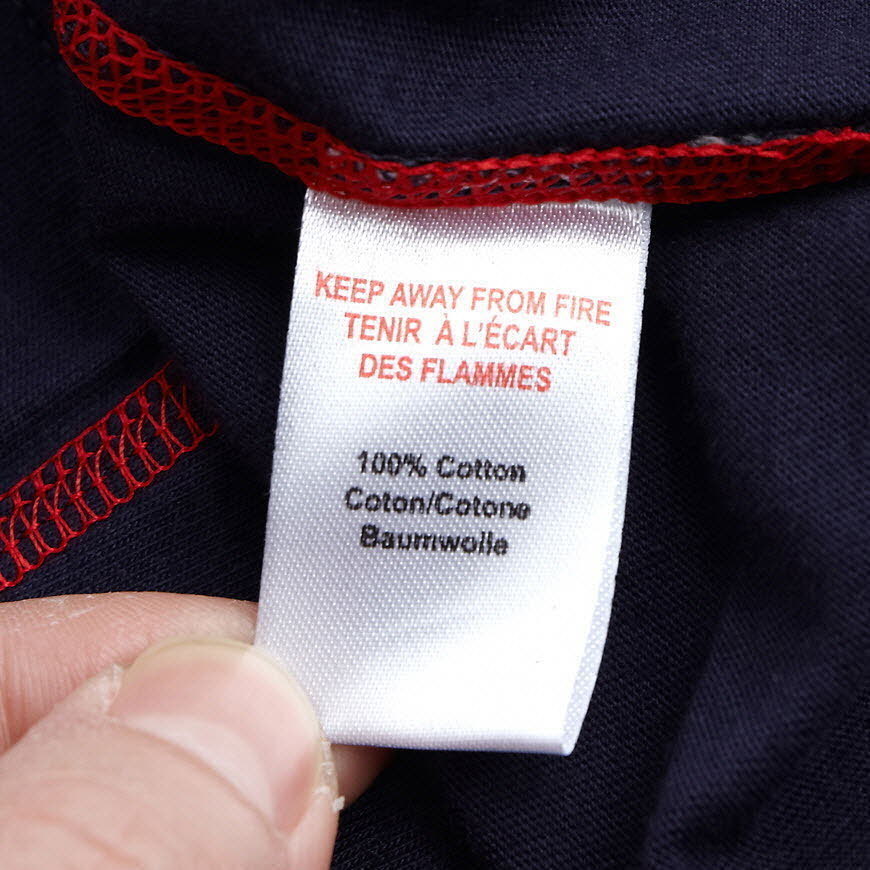 KEEP AWAY FROM FIRE
TENIR À L'ÉCART
DES FLAMMES
100% Cotton
Coton/Cotone
Baumwolle